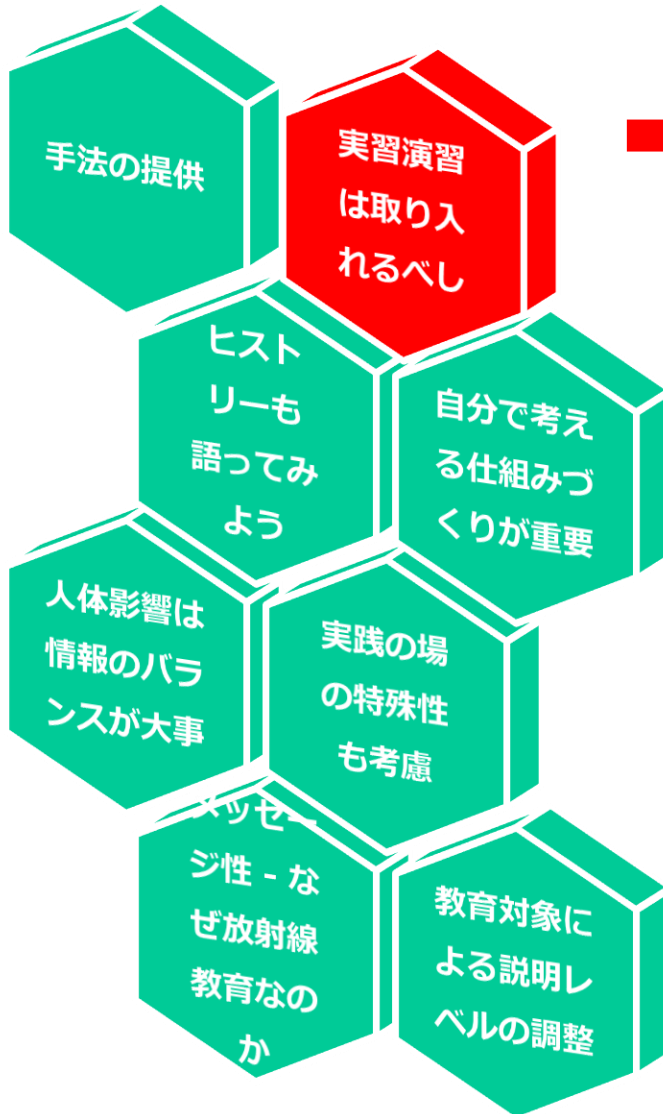 手法の提供
実習演習
は取り入
れるべし
ヒスト
リーも
語ってみ
よう
自分で考え
る仕組みづ
くりが重要
人体影響は
情報のバラ
ンスが大事
実践の場
の特殊性
も考慮
メッセー
ジ性 - な
ぜ放射線
教育なの
か
教育対象に
よる説明レ
ベルの調整